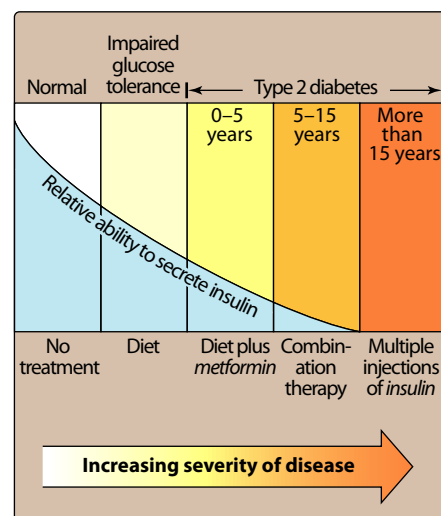 Impaired
glucose
Normal
tolerance
Type 2 diabetes
0–5
years
5–15
years
More
than
15 years
Relative ability to secrete insulin
No
treatment
Diet
Diet plus
metformin
Combin-
ation
therapy
Multiple
injections
of insulin
Increasing severity of disease